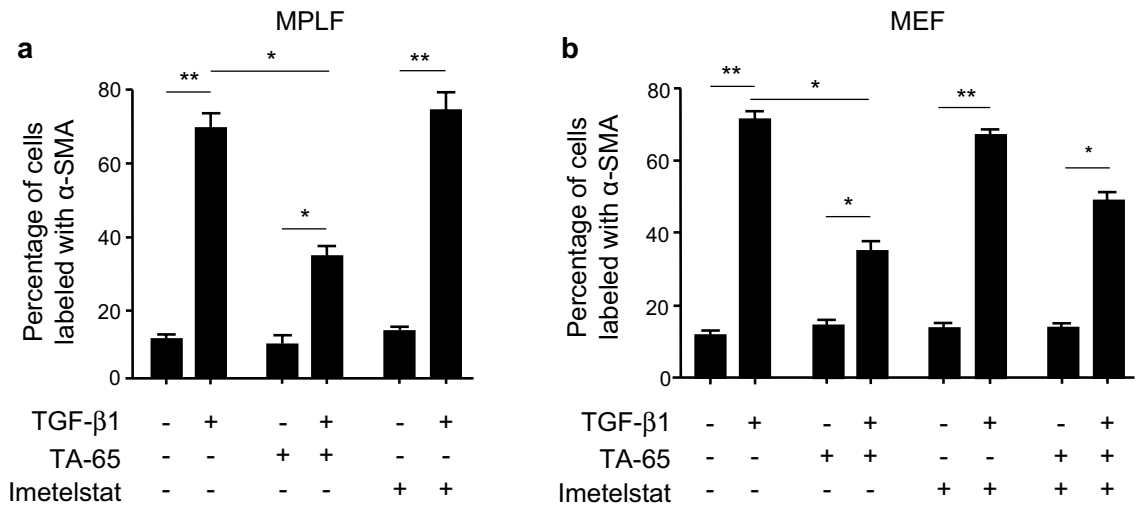 MPLF
MEF
a
b
Percentage of cells
labeled with α-SMA
80
60
40
20
0
**
*
*
**
Percentage of cells
labeled with α-SMA
80
60
40
20
0
**
*
*
**
*
TGF-β1 - + - + - +
TA-65 - - + + - -
Imetelstat - - - - + +
TGF-β1 - + - + - + - +
TA-65 - - + + - - + +
Imetelstat - - - - + + + +